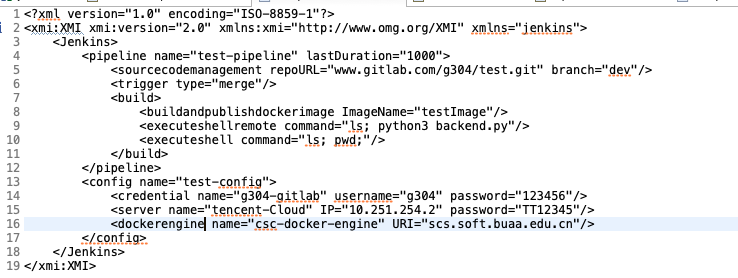 1 <?xml version="1.0" encoding="ISO-8859-1"?>
2 <xmi:XMI xmi:version="2.0" xmlns:xmi="http://www.omg.org/XMI" xmlns="jenkins">
3 <Jenkins>
4 <pipeline name="test-pipeline" lastDuration="1000">
5 <sourcecodemanagement repoURL="www.gitlab.com/g304/test.git" branch="dev"/>
6 <trigger type="merge"/>
7 <build>
8 <buildandpublishdockerimage ImageName="testImage"/>
9 <executeshellremote command="ls; python3 backend.py"/>
10 <executeshell command="ls; pwd;"/>
11 </build>
12 </pipeline>
13 <config name="test-config">
14 <credential name="g304-gitlab" username="g304" password="123456"/>
15 <server name="tencent-Cloud" IP="10.251.254.2" password="TT12345"/>
16 <dockerengine name="csc-docker-engine" URI="scs.soft.buaa.edu.cn"/>
17 </config>
18 </Jenkins>
19 </xmi:XMI>